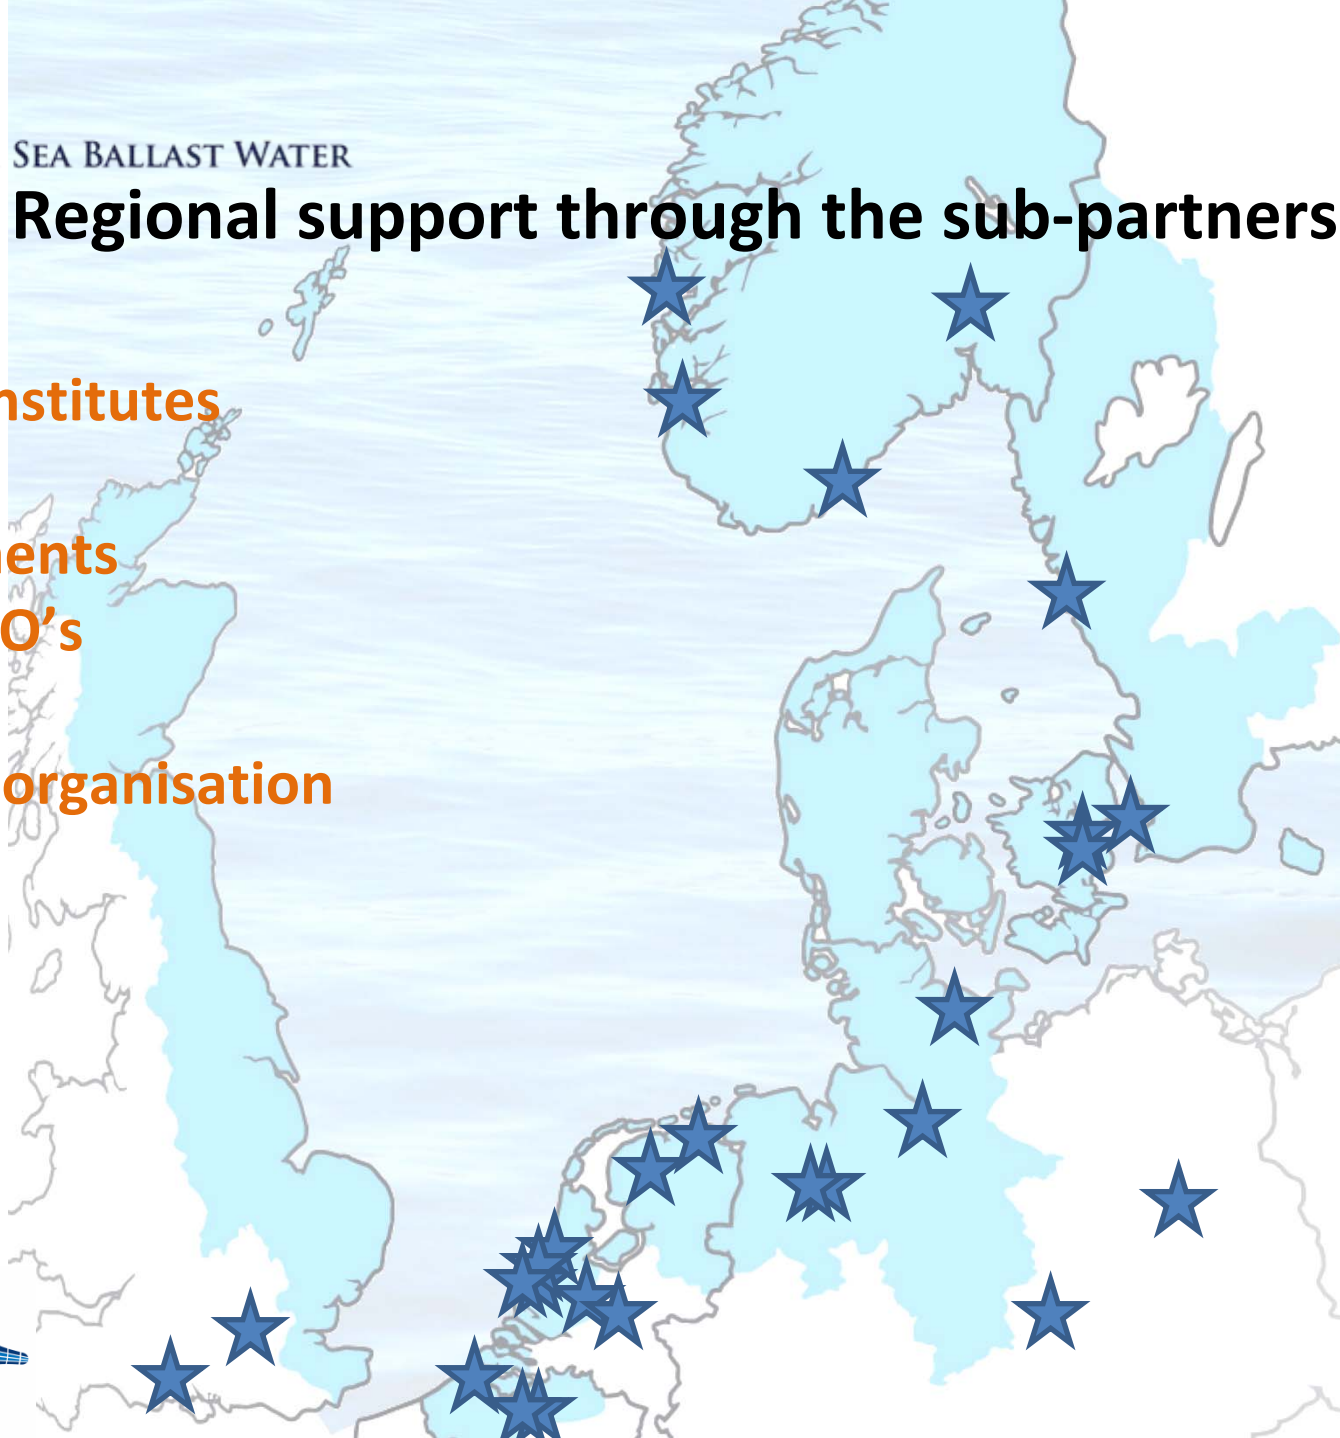 SEA BALLAST WATER
Regional support through the sub-partners
nstitutes
ents
O's
organisation